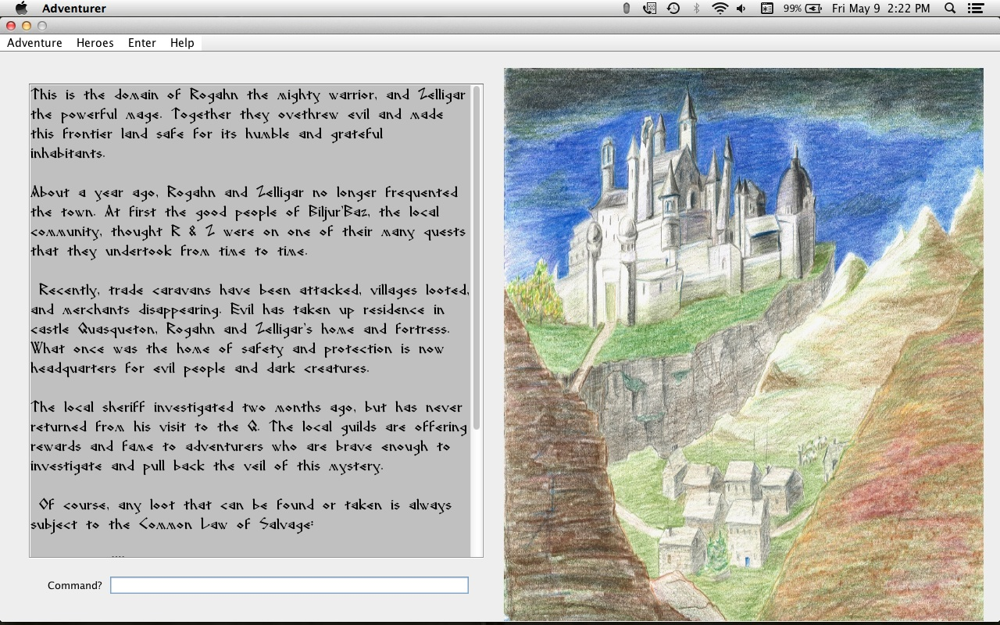 Adventurer
99%
Fri May 9 2:22 PM
Adventure Heroes Enter Help
This is the domain of Rogahn the mighty warrior, and Zelligar
the powerful mage. Together they ovethrew evil and made
this frontier land safe for its humble and grateful
inhabitants.
About a year ago, Rogahn and Zelligar no longer frequented
the town. At first the good people of Biljur'Baz, the local
community, thought R & Z were on one of their many quests
that they undertook from time to time.
Recently, trade caravans have been attacked, villages looted,
and merchants disappearing. Evil has taken up residence in
castle Quasqueton, Rogahn and Zelligar's home and fortress.
What once was the home of safety and protection is now
headquarters for evil people and dark creatures.
The local sheriff investigated two months ago, but has never
returned from his visit to the Q. The local guilds are offering
rewards and fame to adventurers who are brave enough to
investigate and pull back the veil of this mystery.
Of course, any loot that can be found or taken is always
subject to the Common Law of Salvage:
Command?